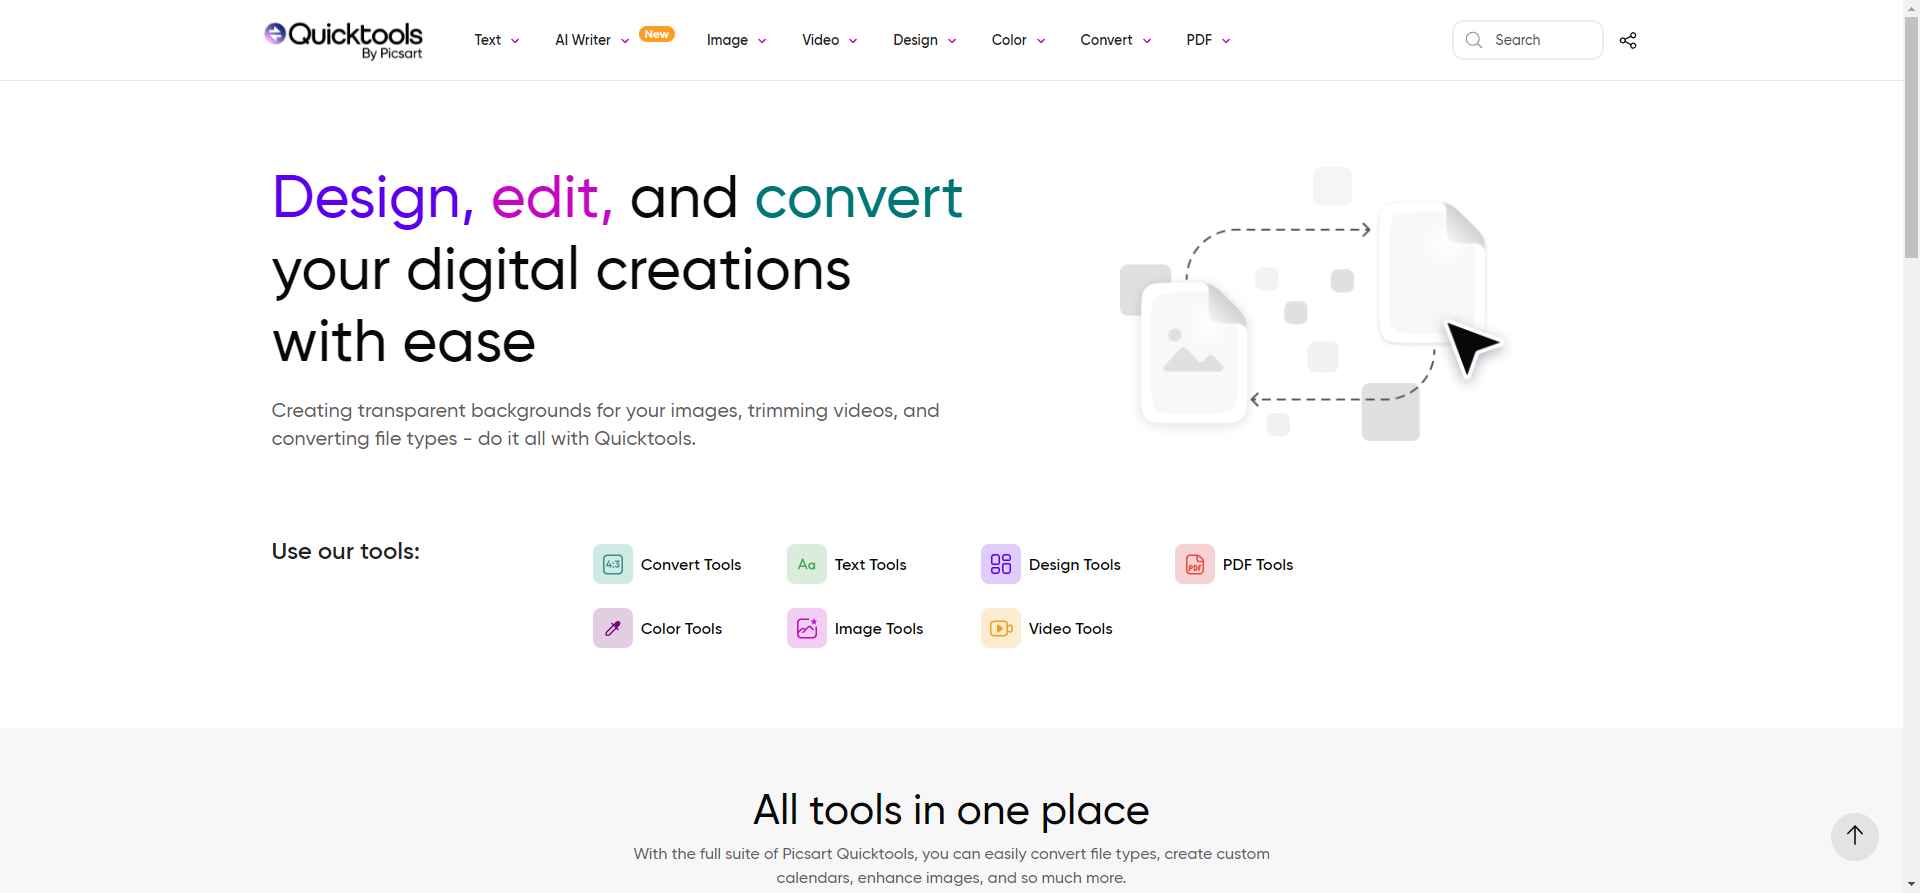 Quicktools
By Picsart
Text
AI Writer
New
Image
Video
Design
Color
Convert
PDF
Search
Design, edit, and convert
your digital creations
with ease
Creating transparent backgrounds for your images, trimming videos, and
converting file types - do it all with Quicktools.
Use our tools:
4:3
Convert Tools
Aa
Text Tools
Design Tools
PDF
PDF Tools
Color Tools
Image Tools
Video Tools
All tools in one place
With the full suite of Picsart Quicktools, you can easily convert file types, create custom
calendars, enhance images, and so much more.